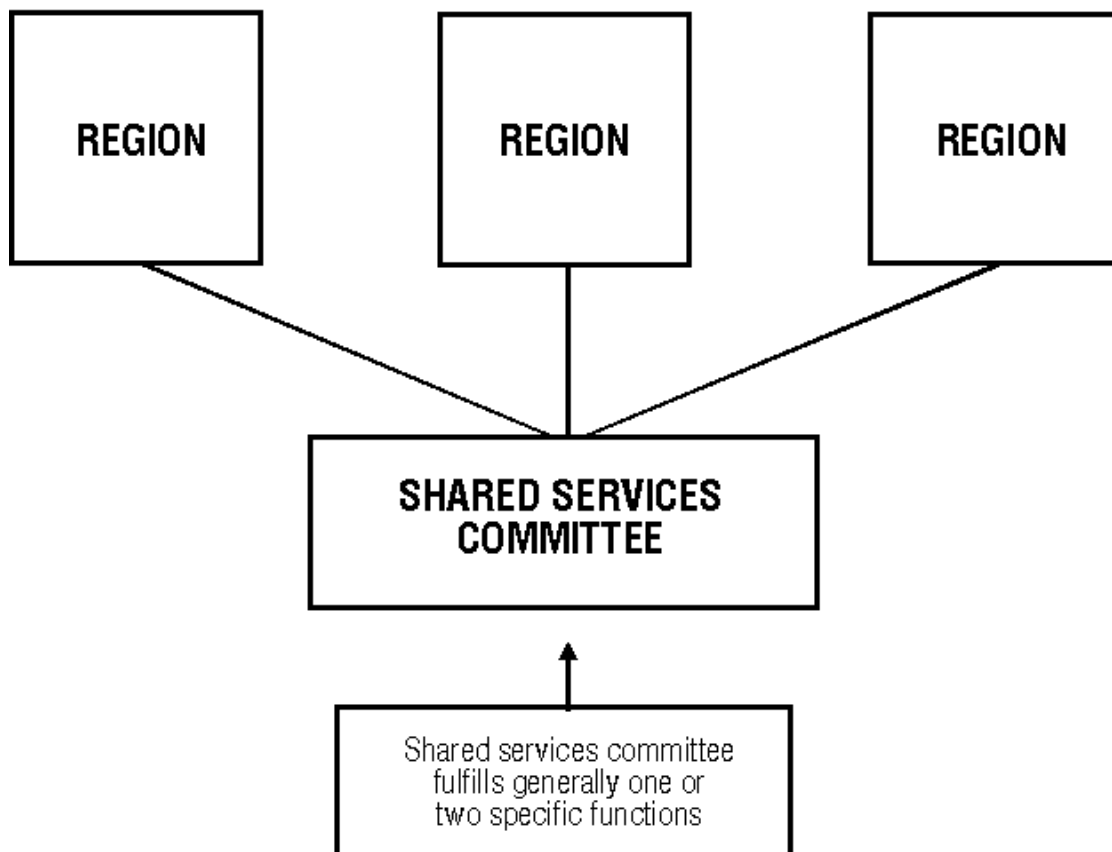 REGION
REGION
REGION
SHARED SERVICES
COMMITTEE
Shared services committee
fulfills generally one or
two specific functions